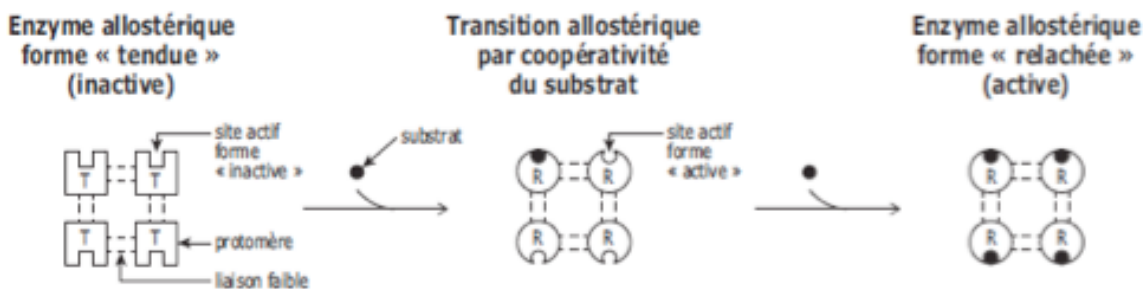 Enzyme allostérique
forme « tendue »
(inactive)
Transition allostérique
par coopérativité
du substrat
Enzyme allostérique
forme « relachée »
(active)
site actif
forme
« inactive »
substrat
site actif
forme
« active »
T
T
T
T
protomère
liaison faible
R
R
R
R
R
R
R
R